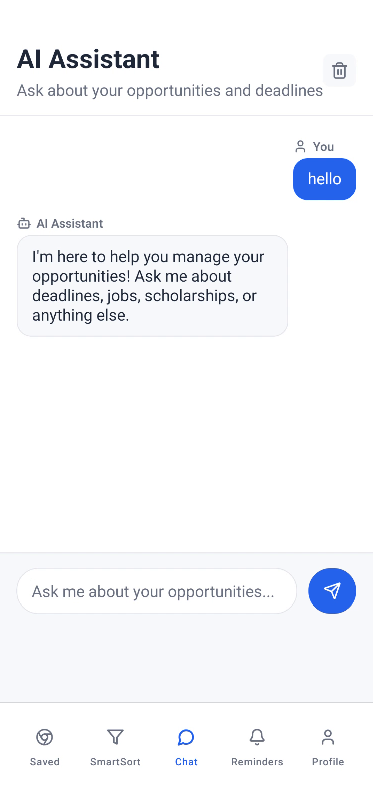 AI Assistant
Ask about your opportunities and deadlines
You
hello
AI Assistant
I'm here to help you manage your
opportunities! Ask me about
deadlines, jobs, scholarships, or
anything else.
Ask me about your opportunities...
Saved
SmartSort
Chat
Reminders
Profile